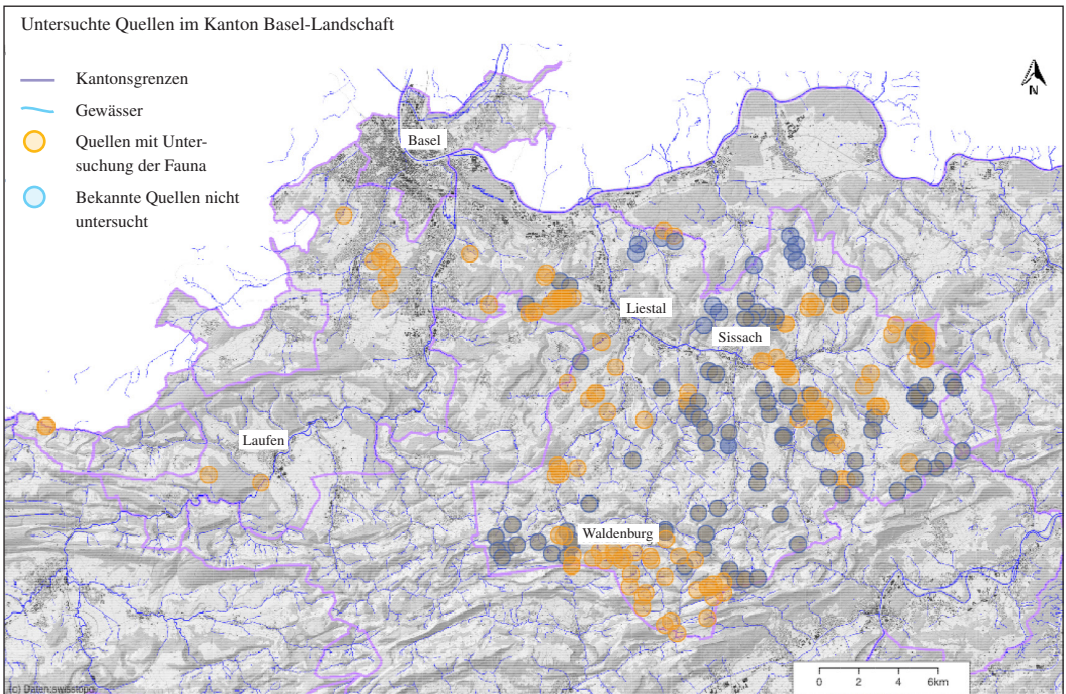 Untersuchte Quellen im Kanton Basel-Landschaft
Kantonsgrenzen
Gewässer
Quellen mit Unter-
suchung der Fauna
Bekannte Quellen nicht
untersucht
N
Basel
Liestal
Sissach
Laufen
Waldenburg
0 2 4 6km
(c) Daten:swisstopo